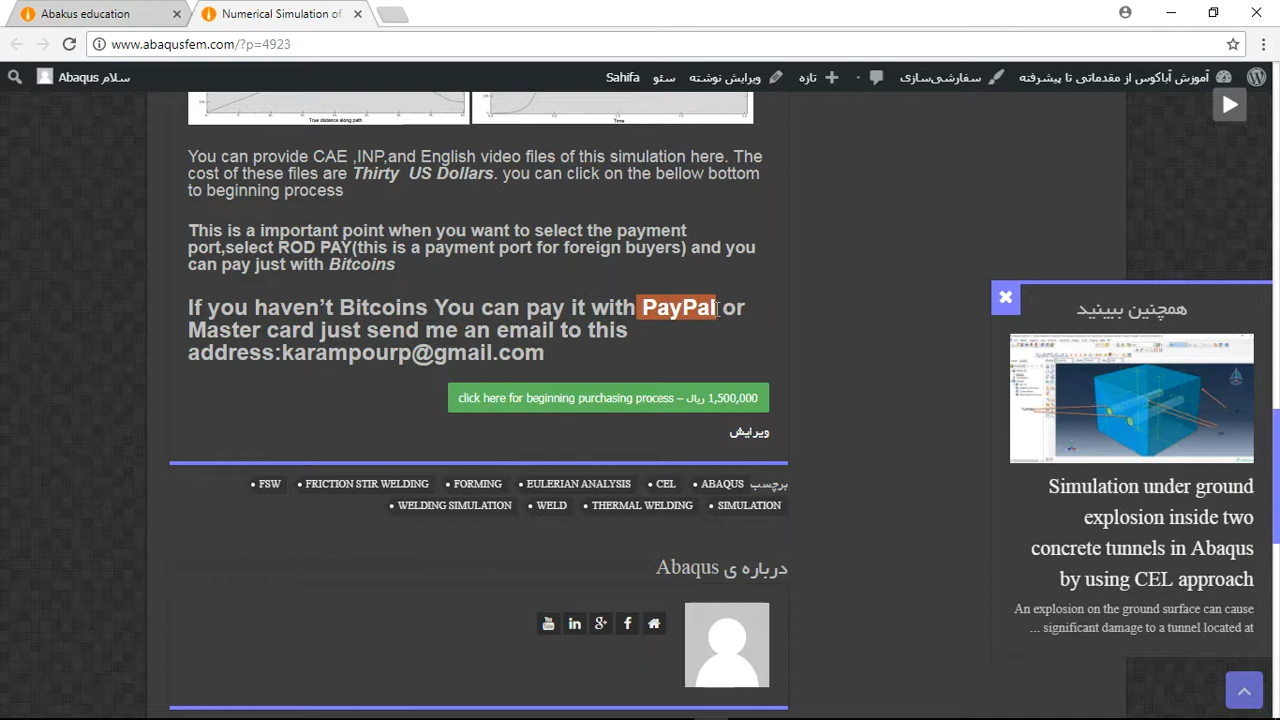 Abakus education
Numerical Simulation of
www.abaqusfem.com/?p=4923
آموزش آباکوس از مقدماتی تا پیشرفته
سفارشی‌سازی
تازه
ویرایش نوشته
سئو
Sahifa
سلام Abaqus
True distance along path
Time
You can provide CAE ,INP,and English video files of this simulation here. The
cost of these files are Thirty US Dollars. you can click on the bellow bottom
to beginning process
This is a important point when you want to select the payment
port,select ROD PAY(this is a payment port for foreign buyers) and you
can pay just with Bitcoins
If you haven’t Bitcoins You can pay it with PayPal or
Master card just send me an email to this
address:karampourp@gmail.com
click here for beginning purchasing process – 1,500,000 ریال
ویرایش
برچسب ABAQUS • CEL • EULERIAN ANALYSIS • FORMING • FRICTION STIR WELDING • FSW •
SIMULATION • THERMAL WELDING • WELD • WELDING SIMULATION •
درباره ی Abaqus
همچنین ببینید
Simulation under ground
explosion inside two
concrete tunnels in Abaqus
by using CEL approach
An explosion on the ground surface can cause
significant damage to a tunnel located at ...